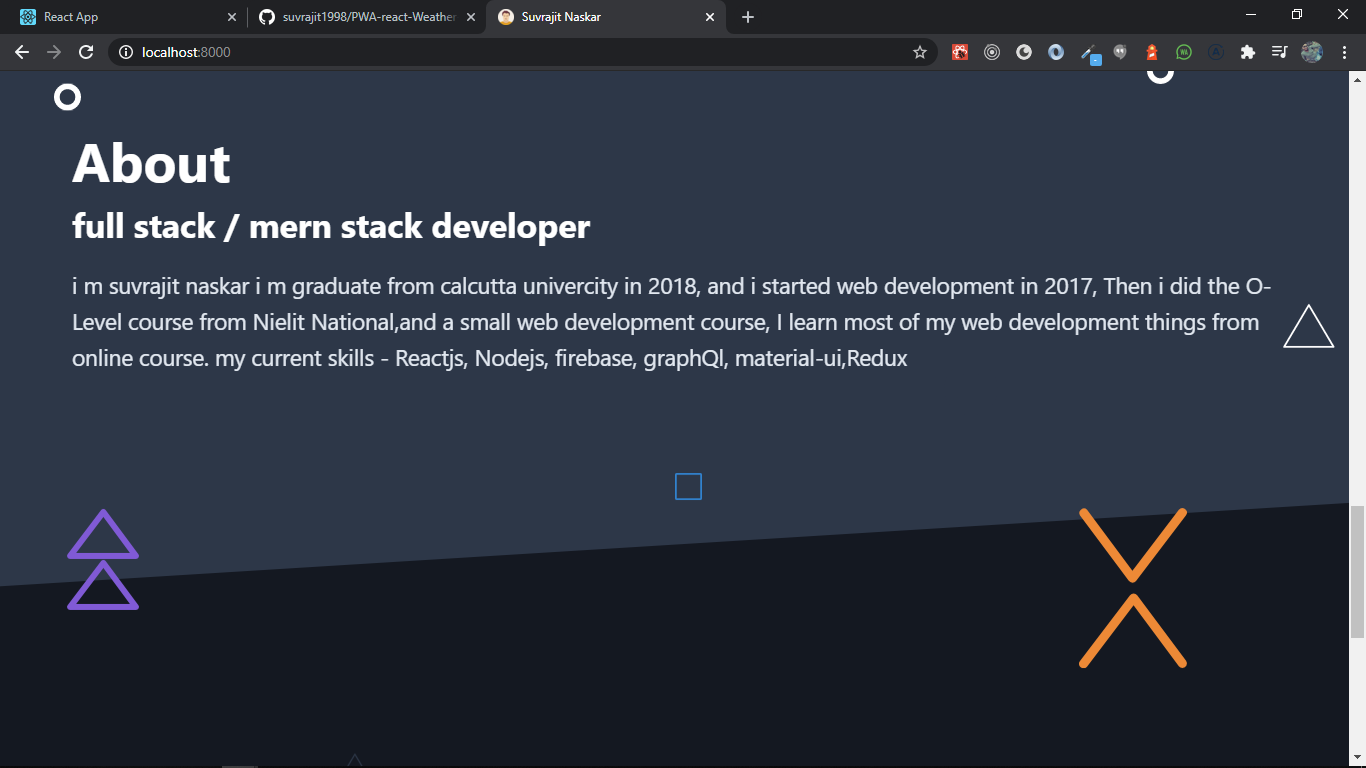 React App
suvrajit1998/PWA-react-Weather
Suvrajit Naskar
localhost:8000
About
full stack / mern stack developer
i m suvrajit naskar i m graduate from calcutta univercity in 2018, and i started web development in 2017, Then i did the O-
Level course from Nielit National,and a small web development course, I learn most of my web development things from
online course. my current skills - Reactjs, Nodejs, firebase, graphQl, material-ui,Redux